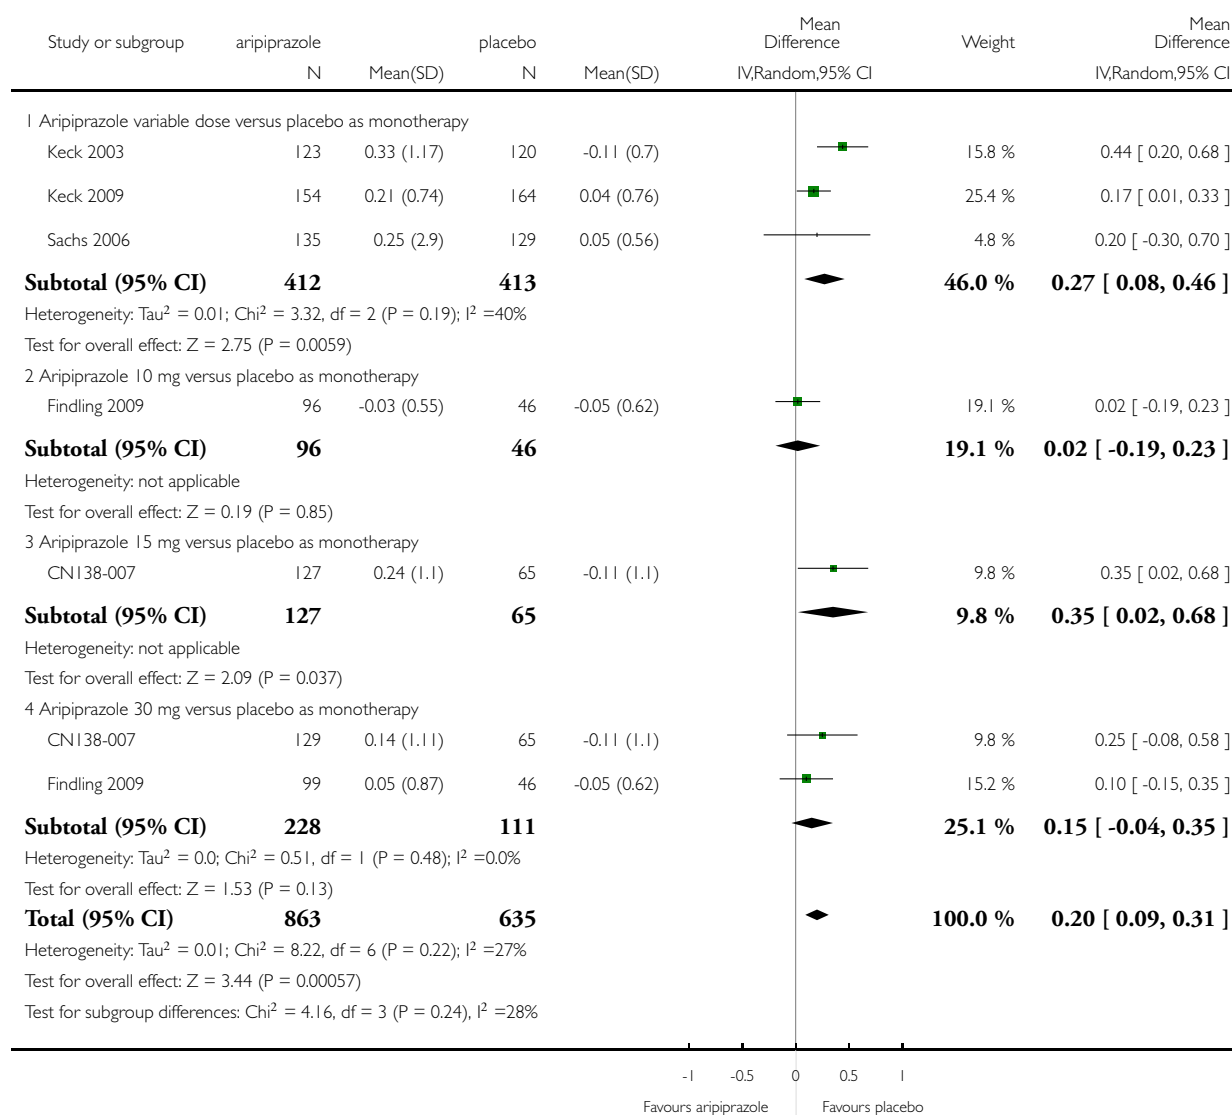 Study or subgroup aripiprazole placebo Mean Difference Weight Mean Difference
N Mean(SD) N Mean(SD) IV,Random,95% CI IV,Random,95% CI
1 Aripiprazole variable dose versus placebo as monotherapy
Keck 2003 123 0.33 (1.17) 120 -0.11 (0.7) 15.8 % 0.44 [ 0.20, 0.68 ]
Keck 2009 154 0.21 (0.74) 164 0.04 (0.76) 25.4 % 0.17 [ 0.01, 0.33 ]
Sachs 2006 135 0.25 (2.9) 129 0.05 (0.56) 4.8 % 0.20 [ -0.30, 0.70 ]
Subtotal (95% CI) 412 413 46.0 % 0.27 [ 0.08, 0.46 ]
Heterogeneity: Tau² = 0.01; Chi² = 3.32, df = 2 (P = 0.19); I² =40%
Test for overall effect: Z = 2.75 (P = 0.0059)
2 Aripiprazole 10 mg versus placebo as monotherapy
Findling 2009 96 -0.03 (0.55) 46 -0.05 (0.62) 19.1 % 0.02 [ -0.19, 0.23 ]
Subtotal (95% CI) 96 46 19.1 % 0.02 [ -0.19, 0.23 ]
Heterogeneity: not applicable
Test for overall effect: Z = 0.19 (P = 0.85)
3 Aripiprazole 15 mg versus placebo as monotherapy
CN138-007 127 0.24 (1.1) 65 -0.11 (1.1) 9.8 % 0.35 [ 0.02, 0.68 ]
Subtotal (95% CI) 127 65 9.8 % 0.35 [ 0.02, 0.68 ]
Heterogeneity: not applicable
Test for overall effect: Z = 2.09 (P = 0.037)
4 Aripiprazole 30 mg versus placebo as monotherapy
CN138-007 129 0.14 (1.11) 65 -0.11 (1.1) 9.8 % 0.25 [ -0.08, 0.58 ]
Findling 2009 99 0.05 (0.87) 46 -0.05 (0.62) 15.2 % 0.10 [ -0.15, 0.35 ]
Subtotal (95% CI) 228 111 25.1 % 0.15 [ -0.04, 0.35 ]
Heterogeneity: Tau² = 0.0; Chi² = 0.51, df = 1 (P = 0.48); I² =0.0%
Test for overall effect: Z = 1.53 (P = 0.13)
Total (95% CI) 863 635 100.0 % 0.20 [ 0.09, 0.31 ]
Heterogeneity: Tau² = 0.01; Chi² = 8.22, df = 6 (P = 0.22); I² =27%
Test for overall effect: Z = 3.44 (P = 0.00057)
Test for subgroup differences: Chi² = 4.16, df = 3 (P = 0.24), I² =28%
-1 -0.5 0 0.5 1
Favours aripiprazole Favours placebo